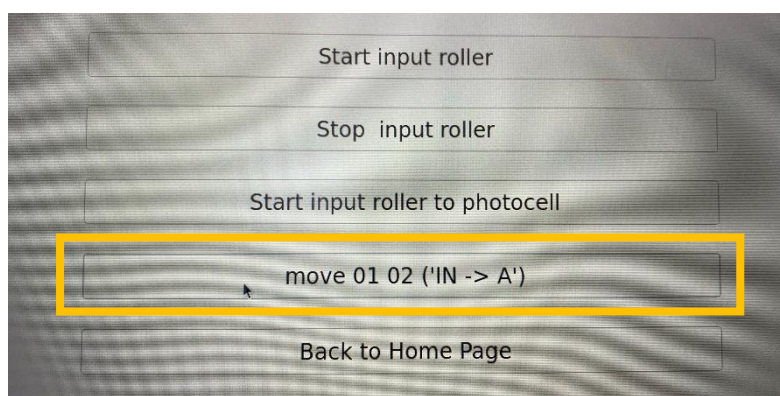 Start input roller
Stop  input roller
Start input roller to photocell
move 01 02 ('IN -> A')
Back to Home Page